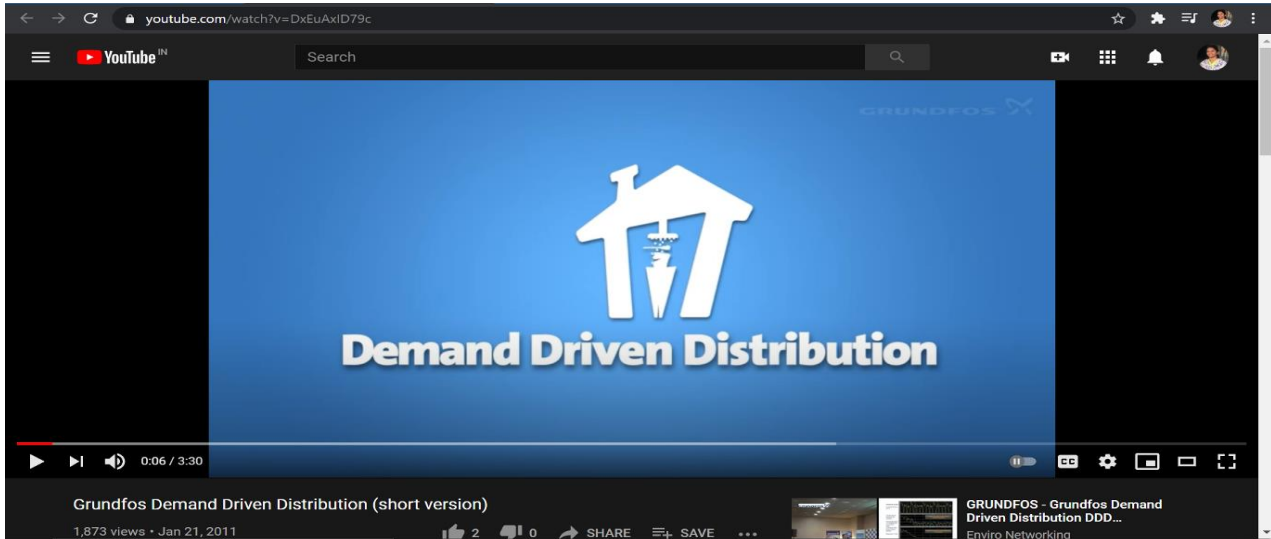 youtube.com/watch?v=DxEuAxlD79c
YouTube IN
Search
GRUNDFOS
Demand Driven Distribution
0:06 / 3:30
CC
Grundfos Demand Driven Distribution (short version)
1,873 views • Jan 21, 2011
2
0
SHARE
SAVE
GRUNDFOS - Grundfos Demand
Driven Distribution DDD...
Enviro Networking